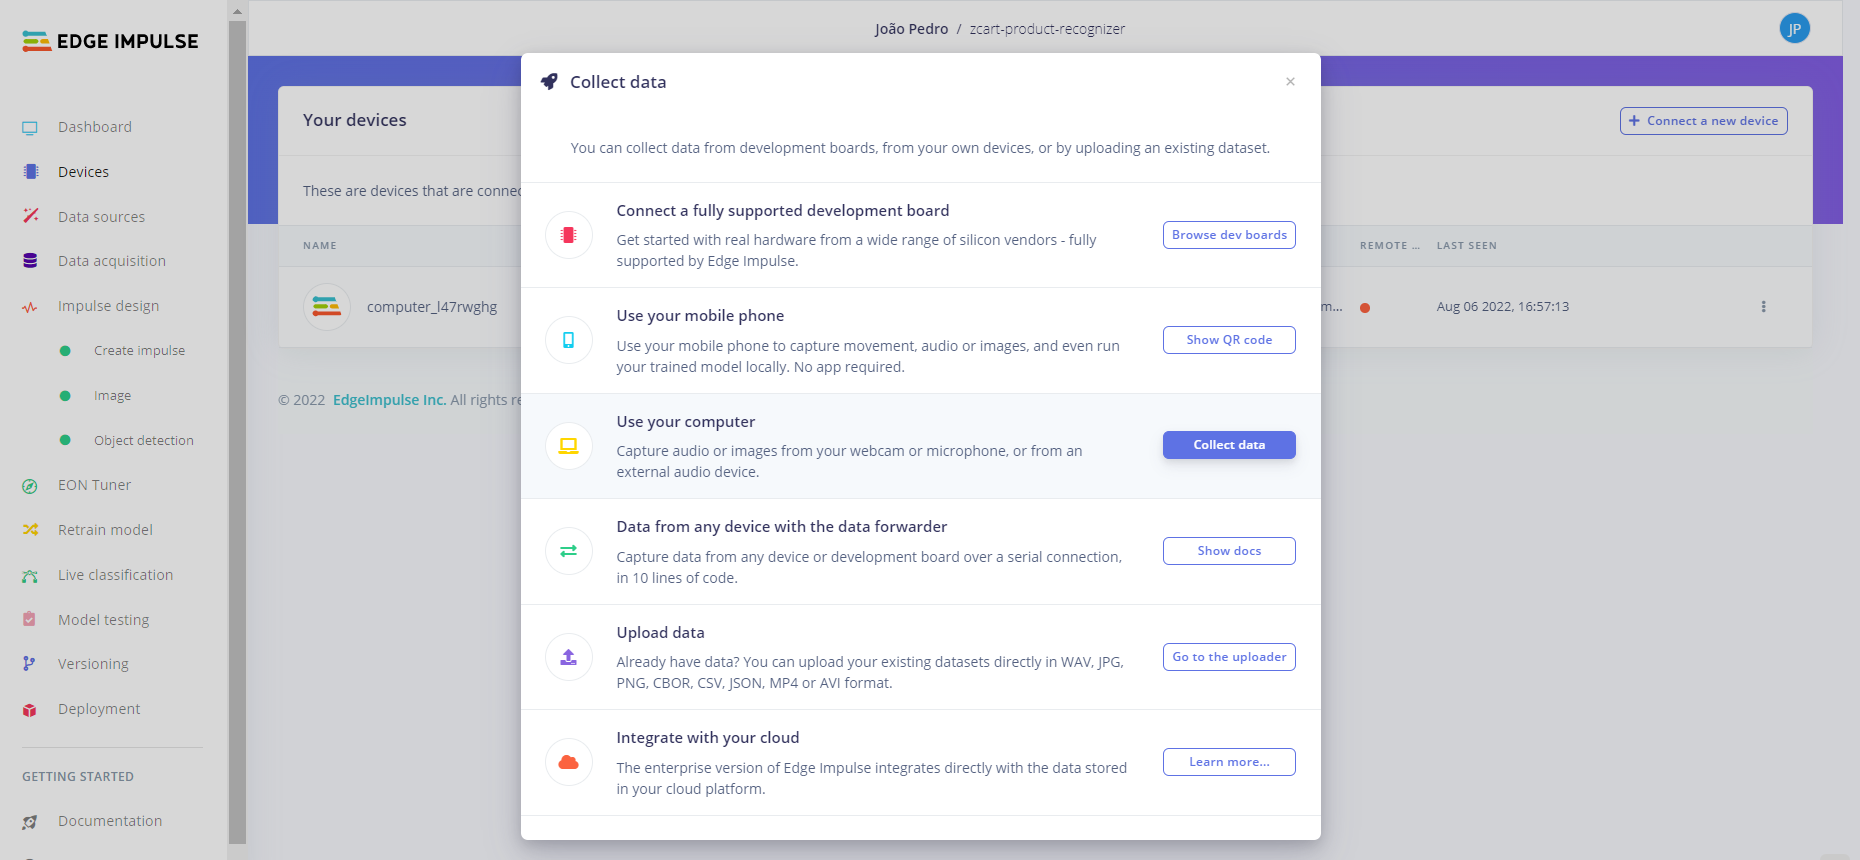 EDGE IMPULSE
João Pedro / zcart-product-recognizer
JP
Dashboard
Devices
Data sources
Data acquisition
Impulse design
Create impulse
Image
Object detection
EON Tuner
Retrain model
Live classification
Model testing
Versioning
Deployment
GETTING STARTED
Documentation
Your devices
+ Connect a new device
These are devices that are connec
NAME
REMOTE ...
LAST SEEN
computer_l47rwghg
m...
Aug 06 2022, 16:57:13
© 2022 EdgeImpulse Inc. All rights re
Collect data
×
You can collect data from development boards, from your own devices, or by uploading an existing dataset.
Connect a fully supported development board
Get started with real hardware from a wide range of silicon vendors - fully
supported by Edge Impulse.
Browse dev boards
Use your mobile phone
Use your mobile phone to capture movement, audio or images, and even run
your trained model locally. No app required.
Show QR code
Use your computer
Capture audio or images from your webcam or microphone, or from an
external audio device.
Collect data
Data from any device with the data forwarder
Capture data from any device or development board over a serial connection,
in 10 lines of code.
Show docs
Upload data
Already have data? You can upload your existing datasets directly in WAV, JPG,
PNG, CBOR, CSV, JSON, MP4 or AVI format.
Go to the uploader
Integrate with your cloud
The enterprise version of Edge Impulse integrates directly with the data stored
in your cloud platform.
Learn more...